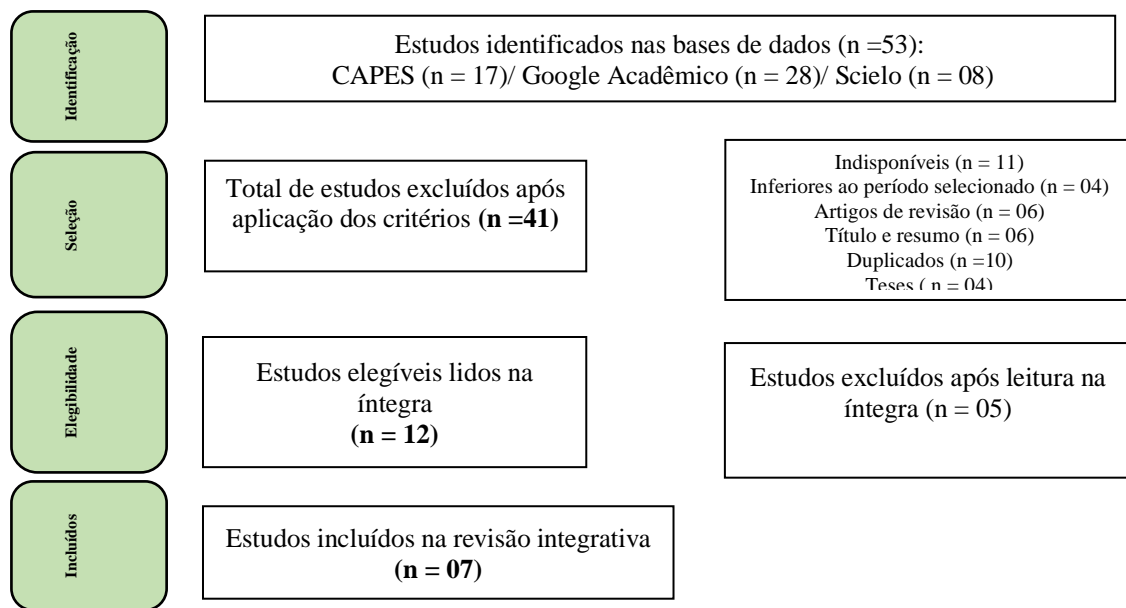 Identificação
Estudos identificados nas bases de dados (n =53):
CAPES (n = 17)/ Google Acadêmico (n = 28)/ Scielo (n = 08)
Seleção
Total de estudos excluídos após
aplicação dos critérios (n =41)
Indisponíveis (n = 11)
Inferiores ao período selecionado (n = 04)
Artigos de revisão (n = 06)
Título e resumo (n = 06)
Duplicados (n =10)
Teses ( n = 04)
Elegibilidade
Estudos elegíveis lidos na
íntegra
(n = 12)
Estudos excluídos após leitura na
íntegra (n = 05)
Incluídos
Estudos incluídos na revisão integrativa
(n = 07)